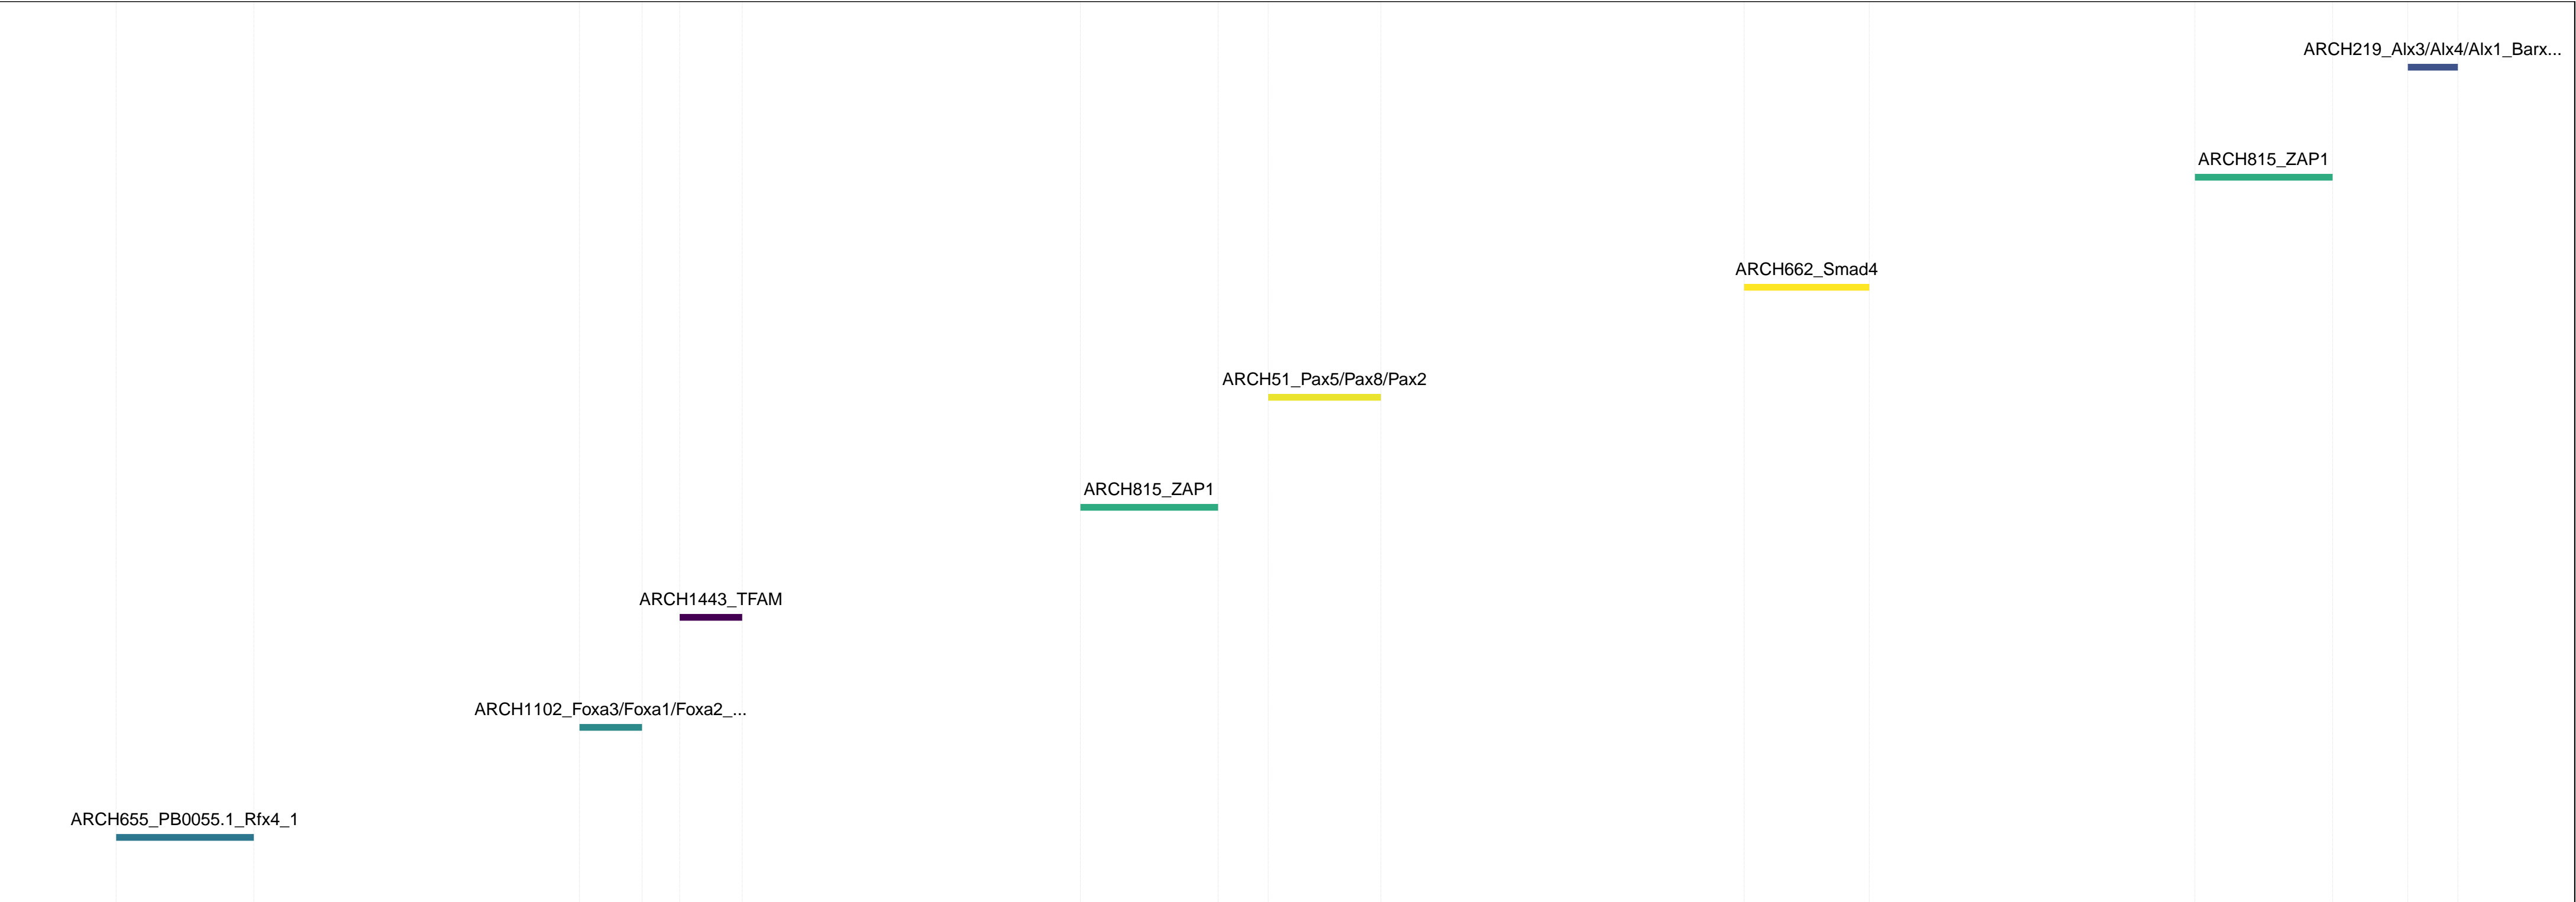 ARCH219_Alx3/Alx4/Alx1_Barx...
ARCH815_ZAP1
ARCH662_Smad4
ARCH51_Pax5/Pax8/Pax2
ARCH815_ZAP1
ARCH1443_TFAM
ARCH1102_Foxa3/Foxa1/Foxa2_...
ARCH655_PB0055.1_Rfx4_1